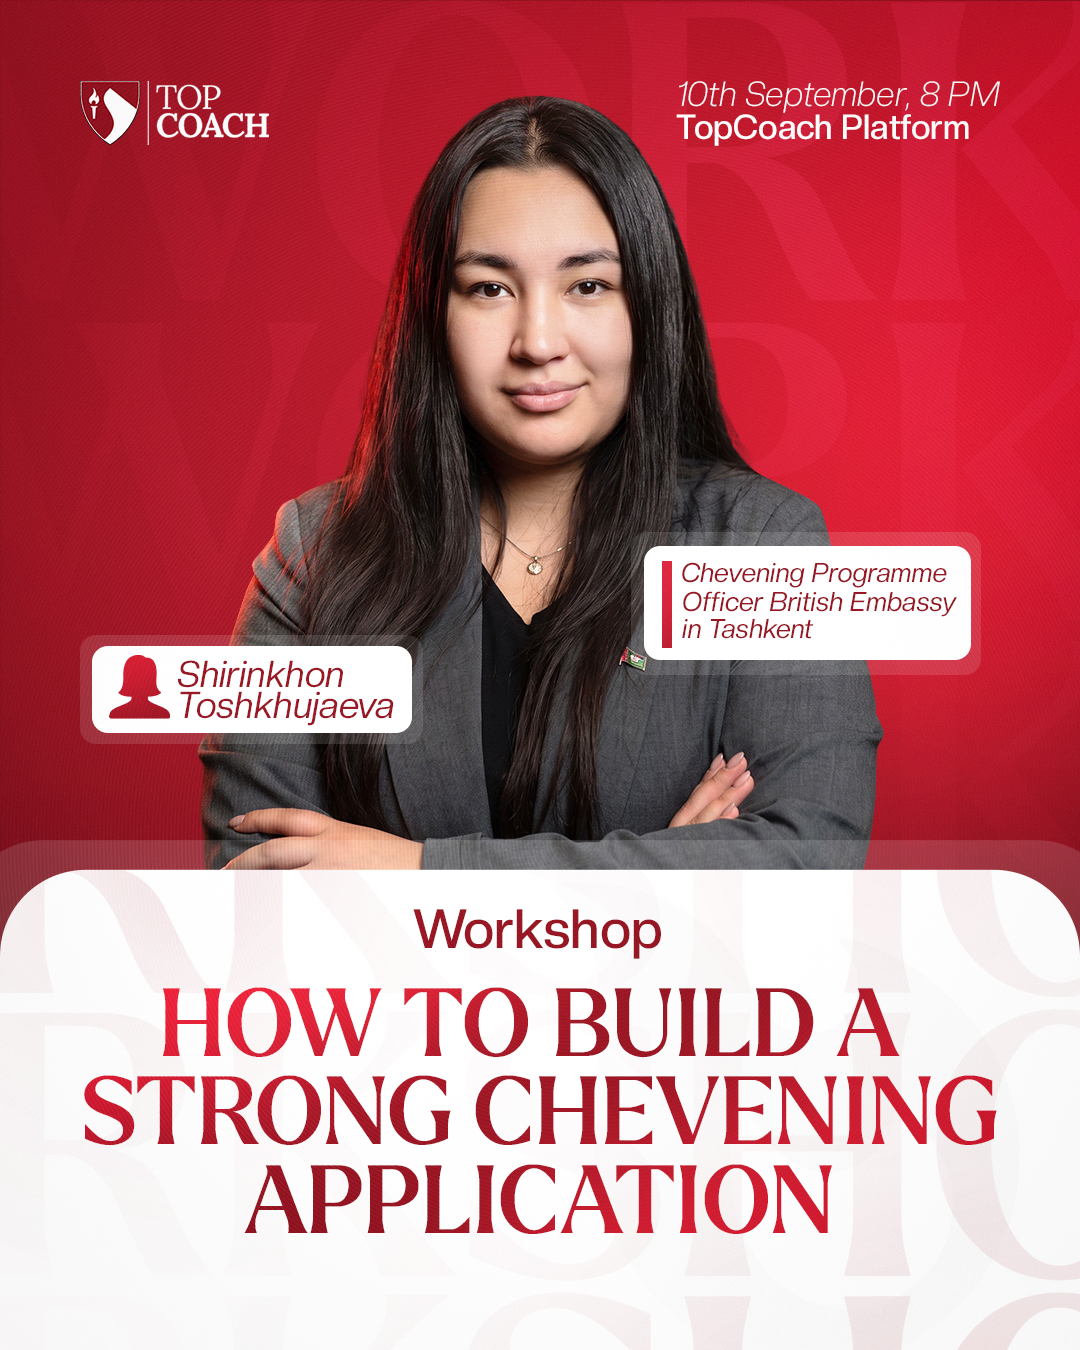 TOP
COACH
10th September, 8 PM
TopCoach Platform
Chevening Programme
Officer British Embassy
in Tashkent
Shirinkhon
Toshkhujaeva
Workshop
HOW TO BUILD A
STRONG CHEVENING
APPLICATION